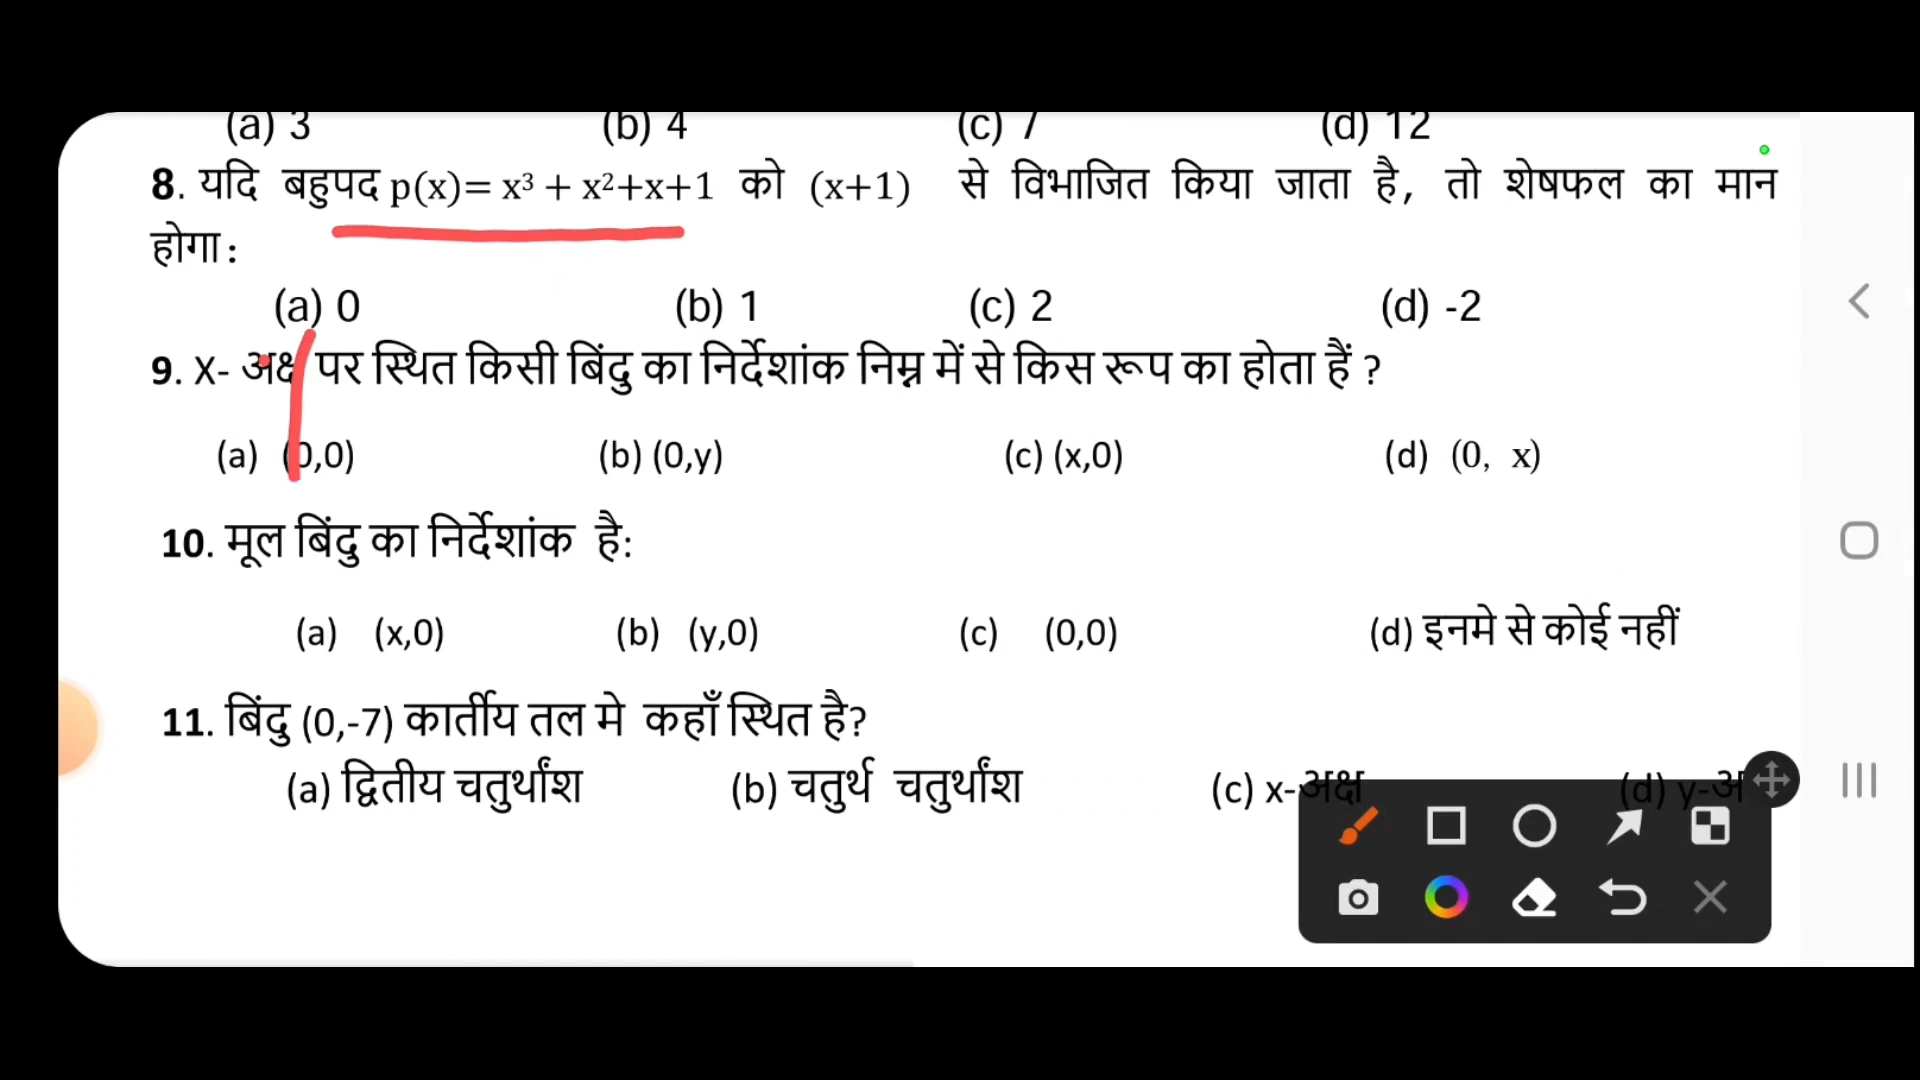 (a) 3 (b) 4 (c) 7 (d) 12
8. यदि बहुपद p(x)= x³ + x²+x+1 को (x+1) से विभाजित किया जाता है, तो शेषफल का मान
होगा:
(a) 0 (b) 1 (c) 2 (d) -2
9. X- अक्ष पर स्थित किसी बिंदु का निर्देशांक निम्न में से किस रूप का होता हैं ?
(a) (0,0) (b) (0,y) (c) (x,0) (d) (0, x)
10. मूल बिंदु का निर्देशांक है:
(a) (x,0) (b) (y,0) (c) (0,0) (d) इनमे से कोई नहीं
11. बिंदु (0,-7) कार्तीय तल मे कहाँ स्थित है?
(a) द्वितीय चतुर्थांश (b) चतुर्थ चतुर्थांश (c) x-अक्ष (d) y-अ